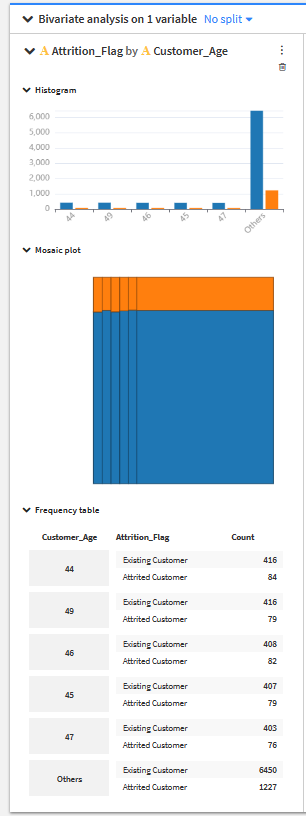 Bivariate analysis on 1 variable No split
A Attrition_Flag by A Customer_Age
Histogram
6,000
5,000
4,000
3,000
2,000
1,000
0
44 49 46 45 47 Others
Mosaic plot
Frequency table
Customer_Age Attrition_Flag Count
44
Existing Customer 416
Attrited Customer 84
49
Existing Customer 416
Attrited Customer 79
46
Existing Customer 408
Attrited Customer 82
45
Existing Customer 407
Attrited Customer 79
47
Existing Customer 403
Attrited Customer 76
Others
Existing Customer 6450
Attrited Customer 1227